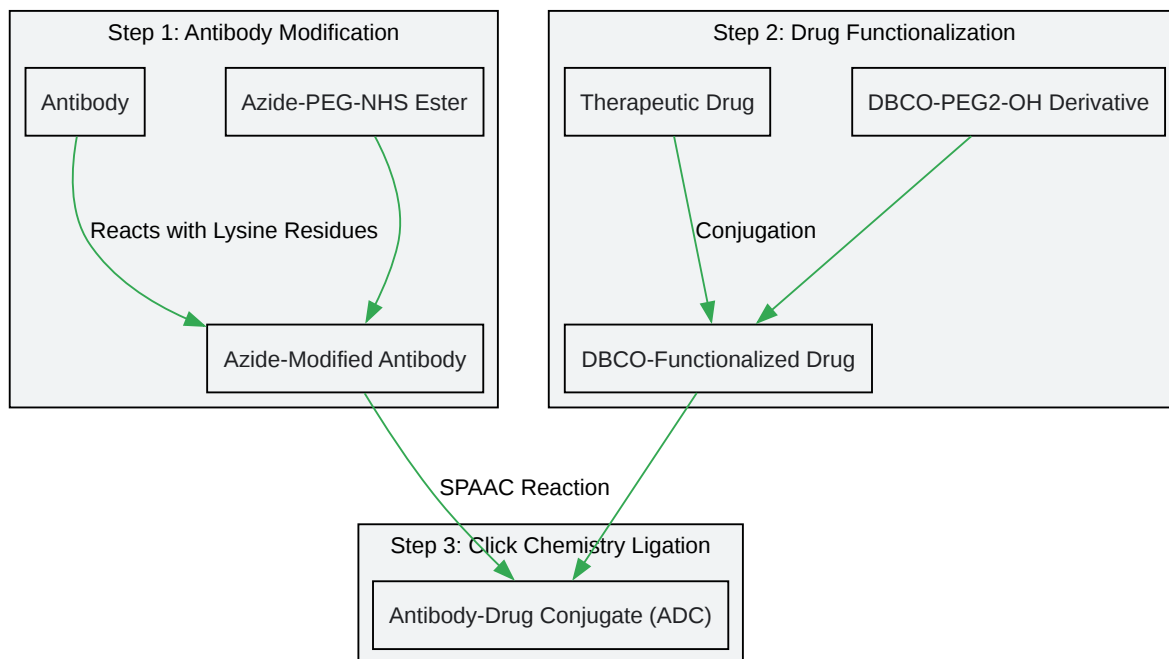 Step 1: Antibody Modification
Antibody
Azide-PEG-NHS Ester
Reacts with Lysine Residues
Azide-Modified Antibody
Step 2: Drug Functionalization
Therapeutic Drug
DBCO-PEG2-OH Derivative
Conjugation
DBCO-Functionalized Drug
SPAAC Reaction
Step 3: Click Chemistry Ligation
Antibody-Drug Conjugate (ADC)